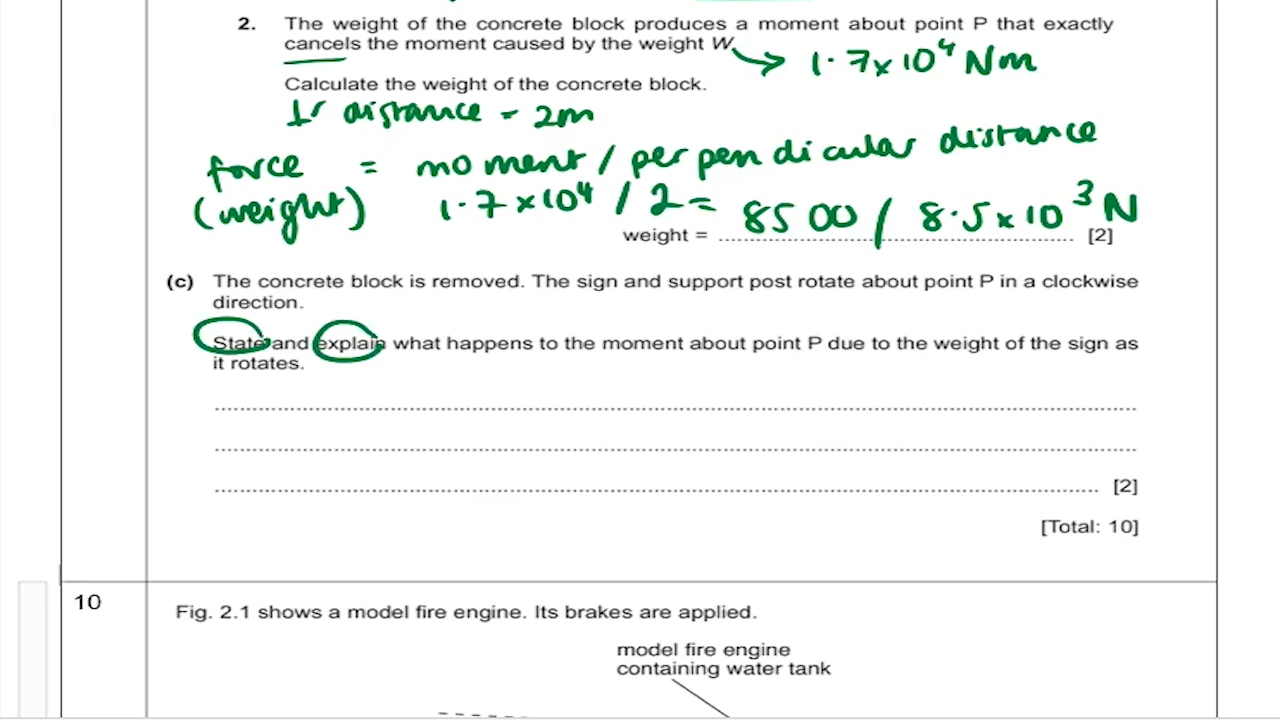 2. The weight of the concrete block produces a moment about point P that exactly
cancels the moment caused by the weight W
→ 1.7×10⁴ Nm
Calculate the weight of the concrete block.
⊥r distance = 2m
force = moment / perpendicular distance
(weight) 1.7×10⁴ / 2 = 8500 / 8.5×10³ N
weight = ........................................................ [2]
(c) The concrete block is removed. The sign and support post rotate about point P in a clockwise
direction.
State and explain what happens to the moment about point P due to the weight of the sign as
it rotates.
[2]
[Total: 10]
10 Fig. 2.1 shows a model fire engine. Its brakes are applied.
model fire engine
containing water tank